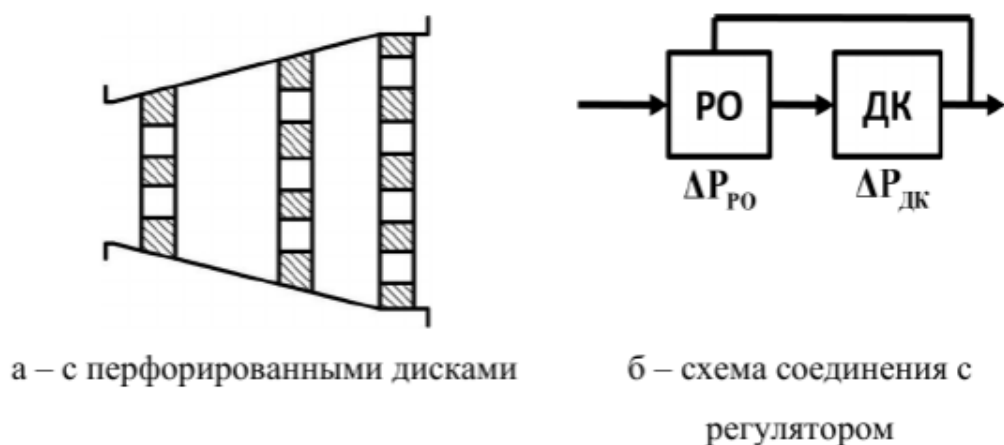 РО
ДК
ΔP_РО
ΔP_ДК
а – с перфорированными дисками
б – схема соединения с
регулятором